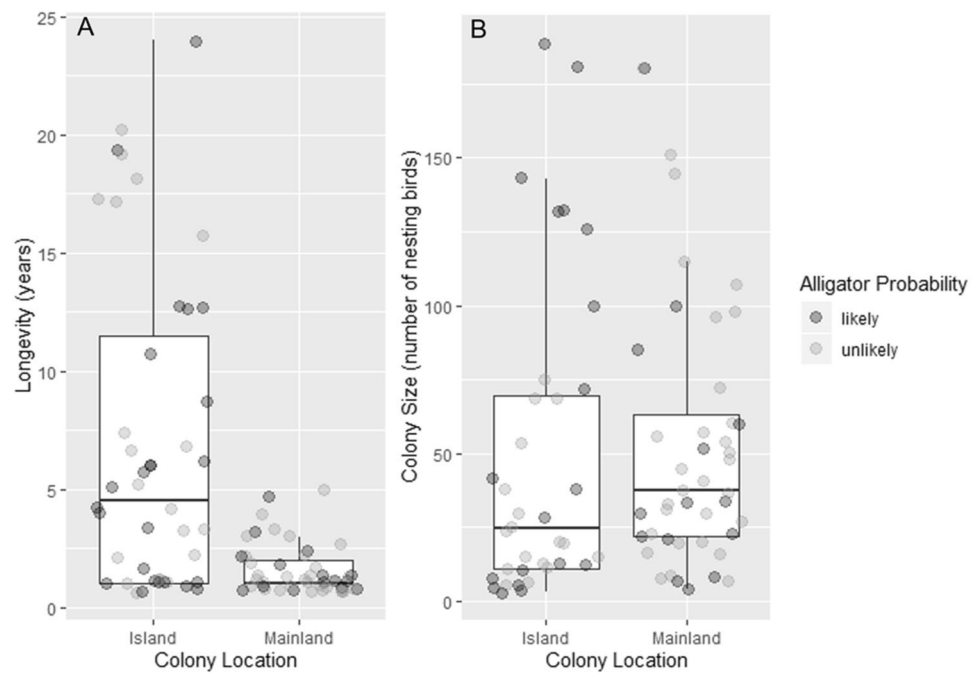 A
Longevity (years)
25
20
15
10
5
0
Island
Mainland
Colony Location
B
Colony Size (number of nesting birds)
150
100
50
0
Island
Mainland
Colony Location
Alligator Probability
likely
unlikely